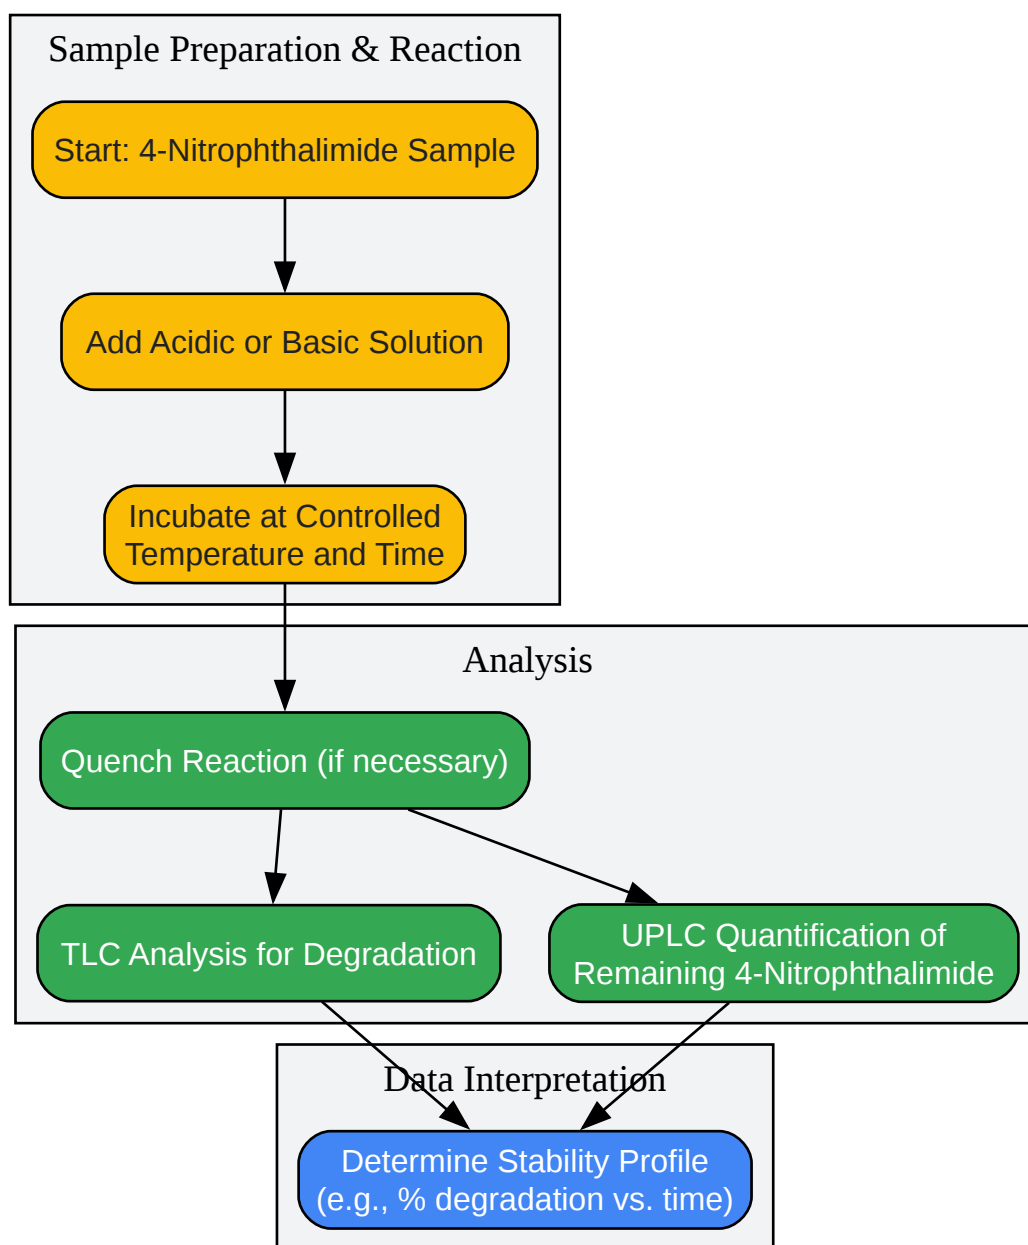 Sample Preparation & Reaction
Start: 4-Nitrophthalimide Sample
Add Acidic or Basic Solution
Incubate at Controlled
Temperature and Time
Analysis
Quench Reaction (if necessary)
TLC Analysis for Degradation
UPLC Quantification of
Remaining 4-Nitrophthalimide
Data Interpretation
Determine Stability Profile
(e.g., % degradation vs. time)